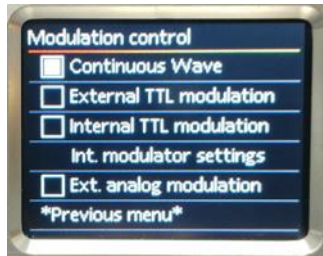 Modulation control
Continuous Wave
External TTL modulation
Internal TTL modulation
Int. modulator settings
Ext. analog modulation
*Previous menu*